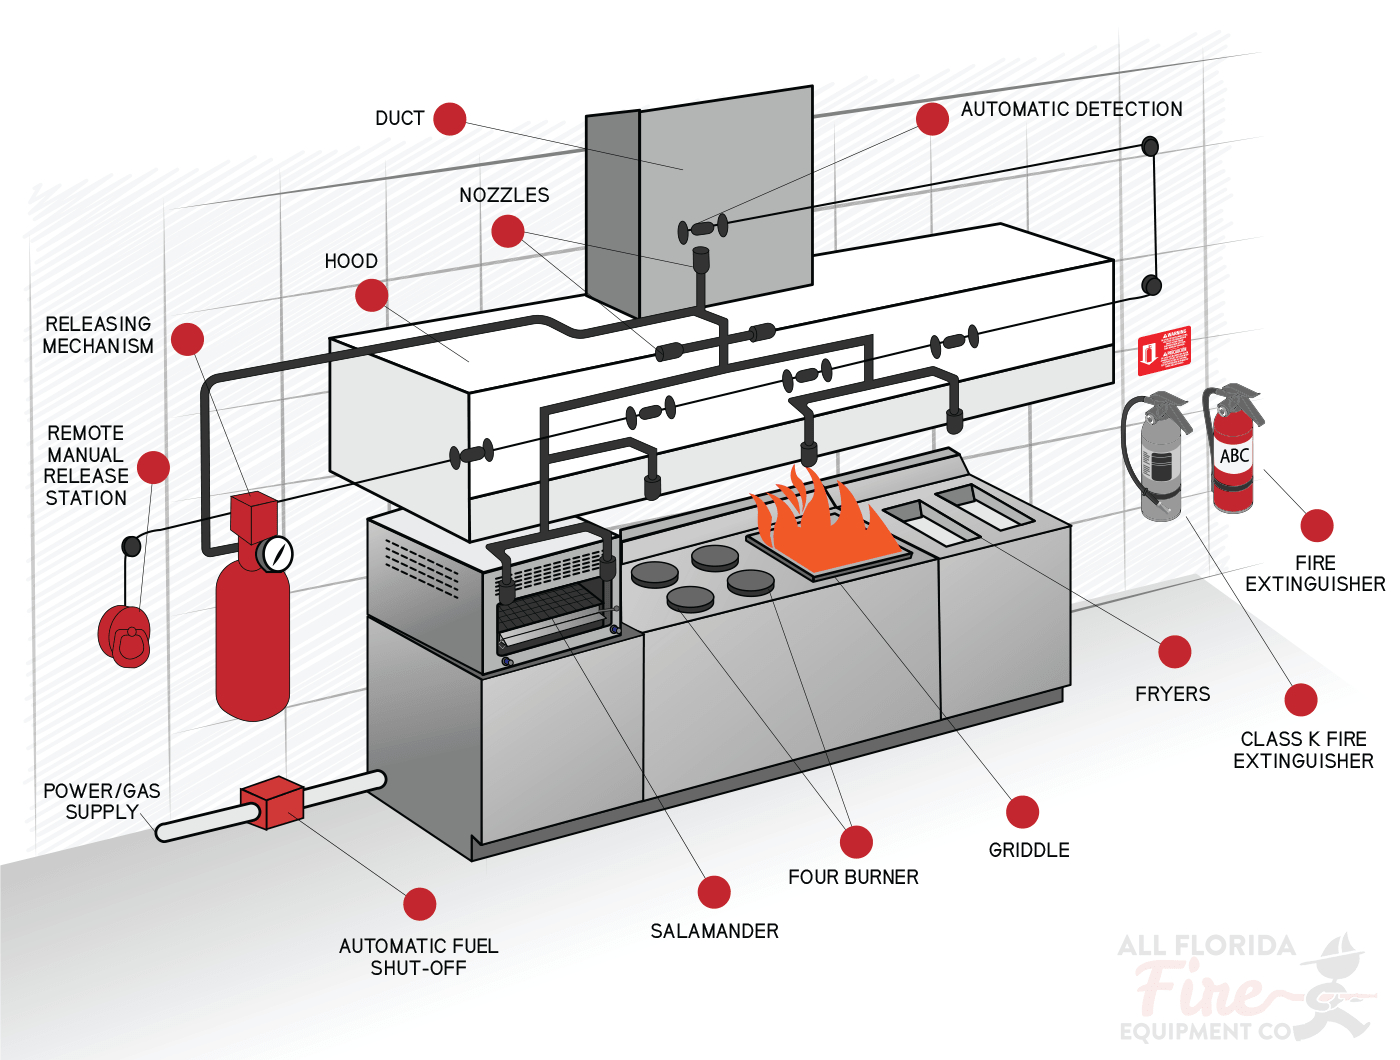 DUCT
AUTOMATIC DETECTION
NOZZLES
HOOD
RELEASING
MECHANISM
WARNING
REMOTE
MANUAL
RELEASE
STATION
ABC
FIRE
EXTINGUISHER
FRYERS
CLASS K FIRE
EXTINGUISHER
POWER/GAS
SUPPLY
GRIDDLE
FOUR BURNER
SALAMANDER
AUTOMATIC FUEL
SHUT-OFF
ALL FLORIDA
Fire
EQUIPMENT CO